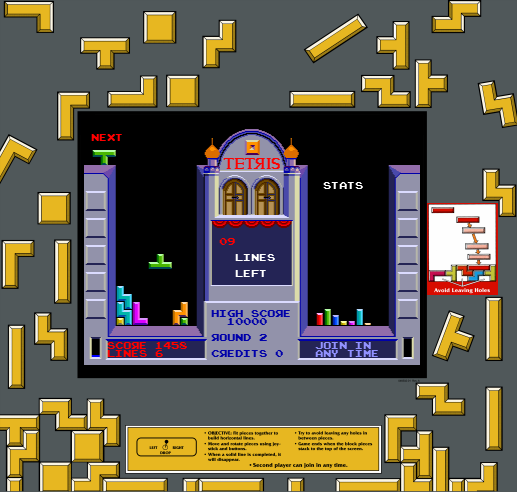 NEXT
TETRIS
STATS
09
LINES
LEFT
HIGH SCORE
10000
ROUND 2
CREDITS 0
SCORE 1458
LINES 6
JOIN IN
ANY TIME
Avoid Leaving Holes
LEFT RIGHT
DROP
• OBJECTIVE: Fit pieces together to
build horizontal lines.
• Move and rotate pieces using joy-
stick and buttons.
• When a solid line is completed, it
will disappear.
• Try to avoid leaving any holes in
between pieces.
• Game ends when the block pieces
stack to the top of the screen.
• Second player can join in any time.